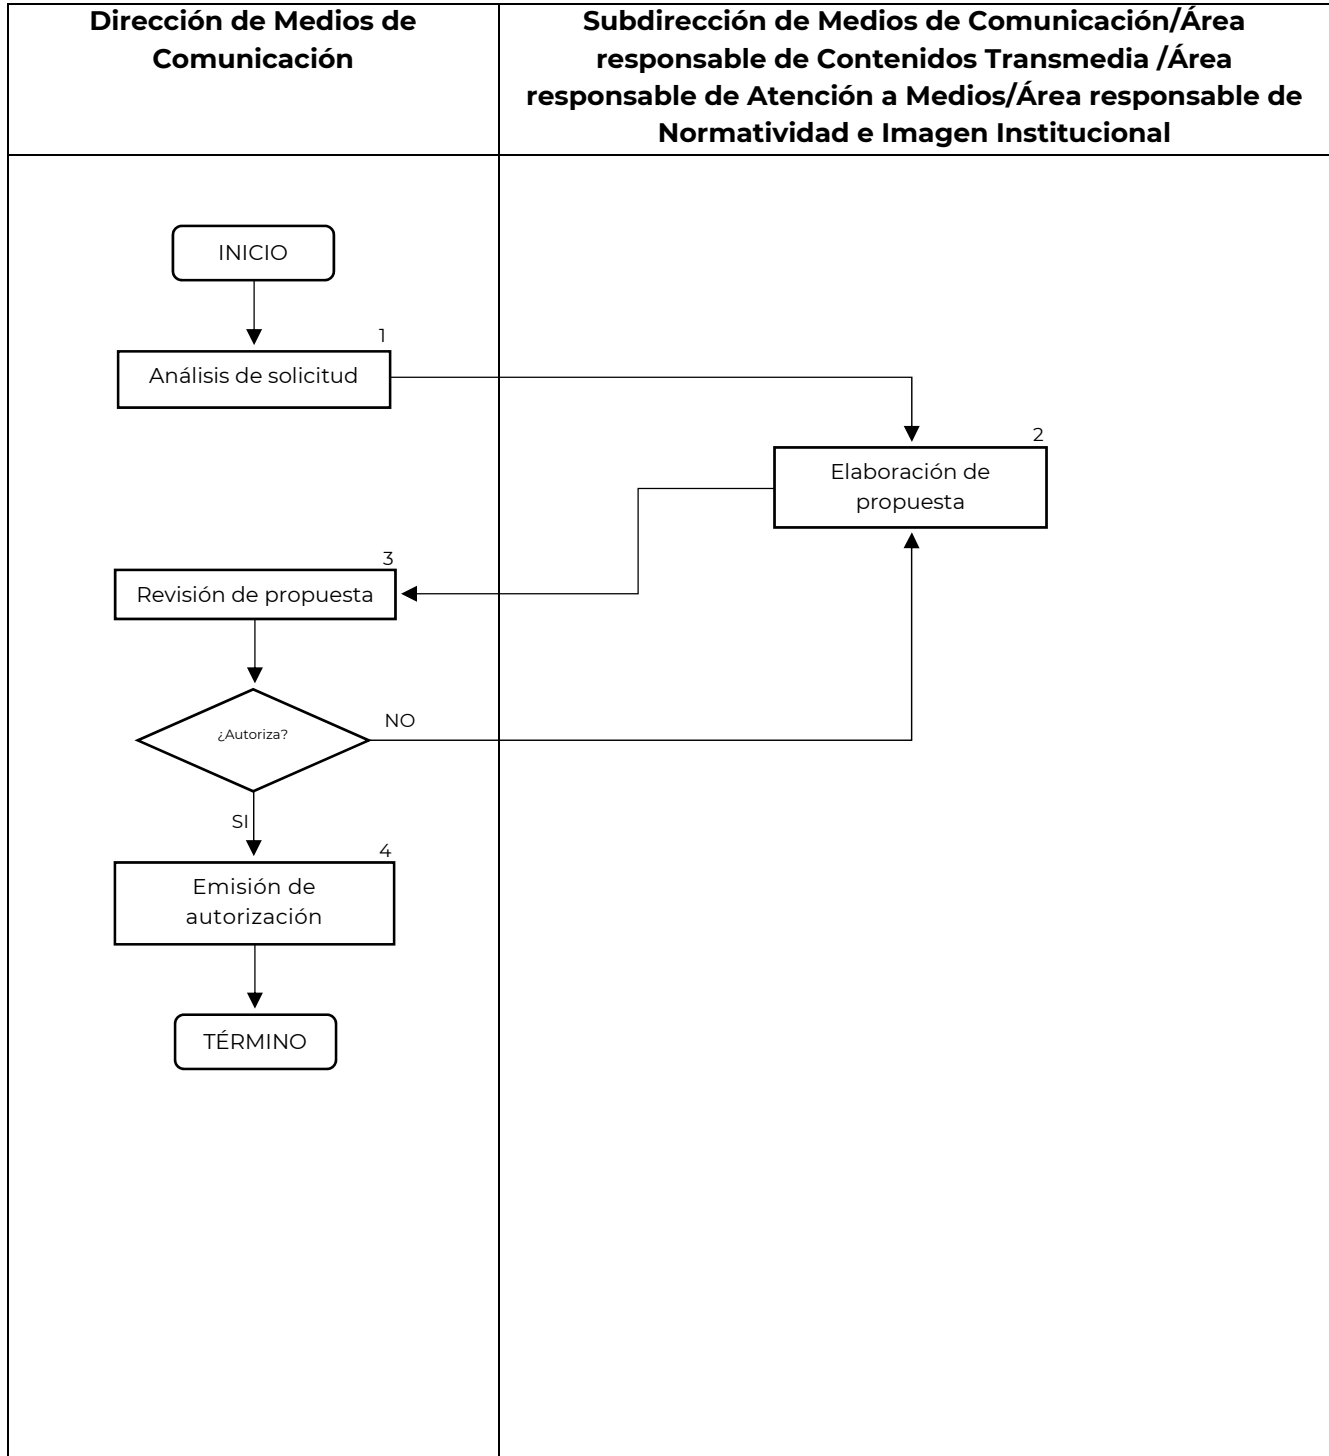 Dirección de Medios de
Comunicación
Subdirección de Medios de Comunicación/Área
responsable de Contenidos Transmedia /Área
responsable de Atención a Medios/Área responsable de
Normatividad e Imagen Institucional
INICIO
1
Análisis de solicitud
2
Elaboración de
propuesta
3
Revisión de propuesta
¿Autoriza?
NO
SI
4
Emisión de
autorización
TÉRMINO